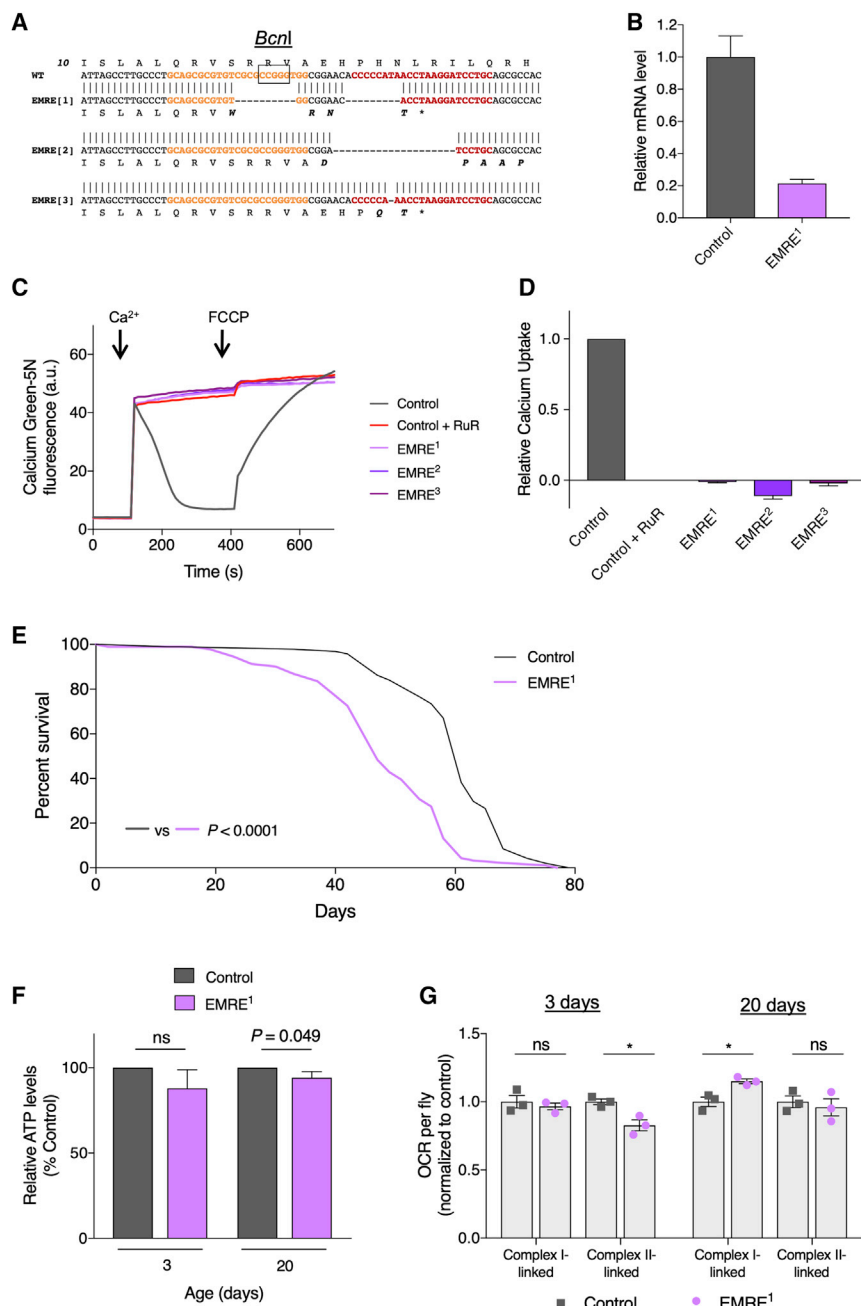 A
BcnI
10 I S L A L Q R V S R R V A E H P H N L R I L Q R H
WT ATTAGCCTTGCCCTGCAGCGCGTGTCGCGCCGGGTGGCGGAACACCCCCATAACCTAAGGATCCTGCAGCGCCAC
EMRE[1] ATTAGCCTTGCCCTGCAGCGCGTGT----------GGCGGAAC---------ACCTAAGGATCCTGCAGCGCCAC
I S L A L Q R V W R N T *
EMRE[2] ATTAGCCTTGCCCTGCAGCGCGTGTCGCGCCGGGTGGCGGA--------------------TCCTGCAGCGCCAC
I S L A L Q R V S R R V A D P A A P
EMRE[3] ATTAGCCTTGCCCTGCAGCGCGTGTCGCGCCGGGTGGCGGAACACCCCCA-AACCTAAGGATCCTGCAGCGCCAC
I S L A L Q R V S R R V A E H P Q T *
B
Relative mRNA level
1.2
1.0
0.8
0.6
0.4
0.2
0
Control
EMRE¹
C
Ca²⁺
FCCP
Calcium Green-5N
fluorescence (a.u.)
60
40
20
0
0 200 400 600
Time (s)
Control
Control + RuR
EMRE¹
EMRE²
EMRE³
D
Relative Calcium Uptake
1.0
0.0
Control
Control + RuR
EMRE¹
EMRE²
EMRE³
E
Percent survival
100
80
60
40
20
0
0 20 40 60 80
Days
Control
EMRE¹
vs P < 0.0001
F
Control
EMRE¹
Relative ATP levels
(% Control)
100
50
0
ns
P = 0.049
3 20
Age (days)
G
3 days 20 days
ns * * ns
OCR per fly
(normalized to control)
1.5
1.0
0.5
0.0
Complex I-
linked
Complex II-
linked
Complex I-
linked
Complex II-
linked
Control EMRE¹